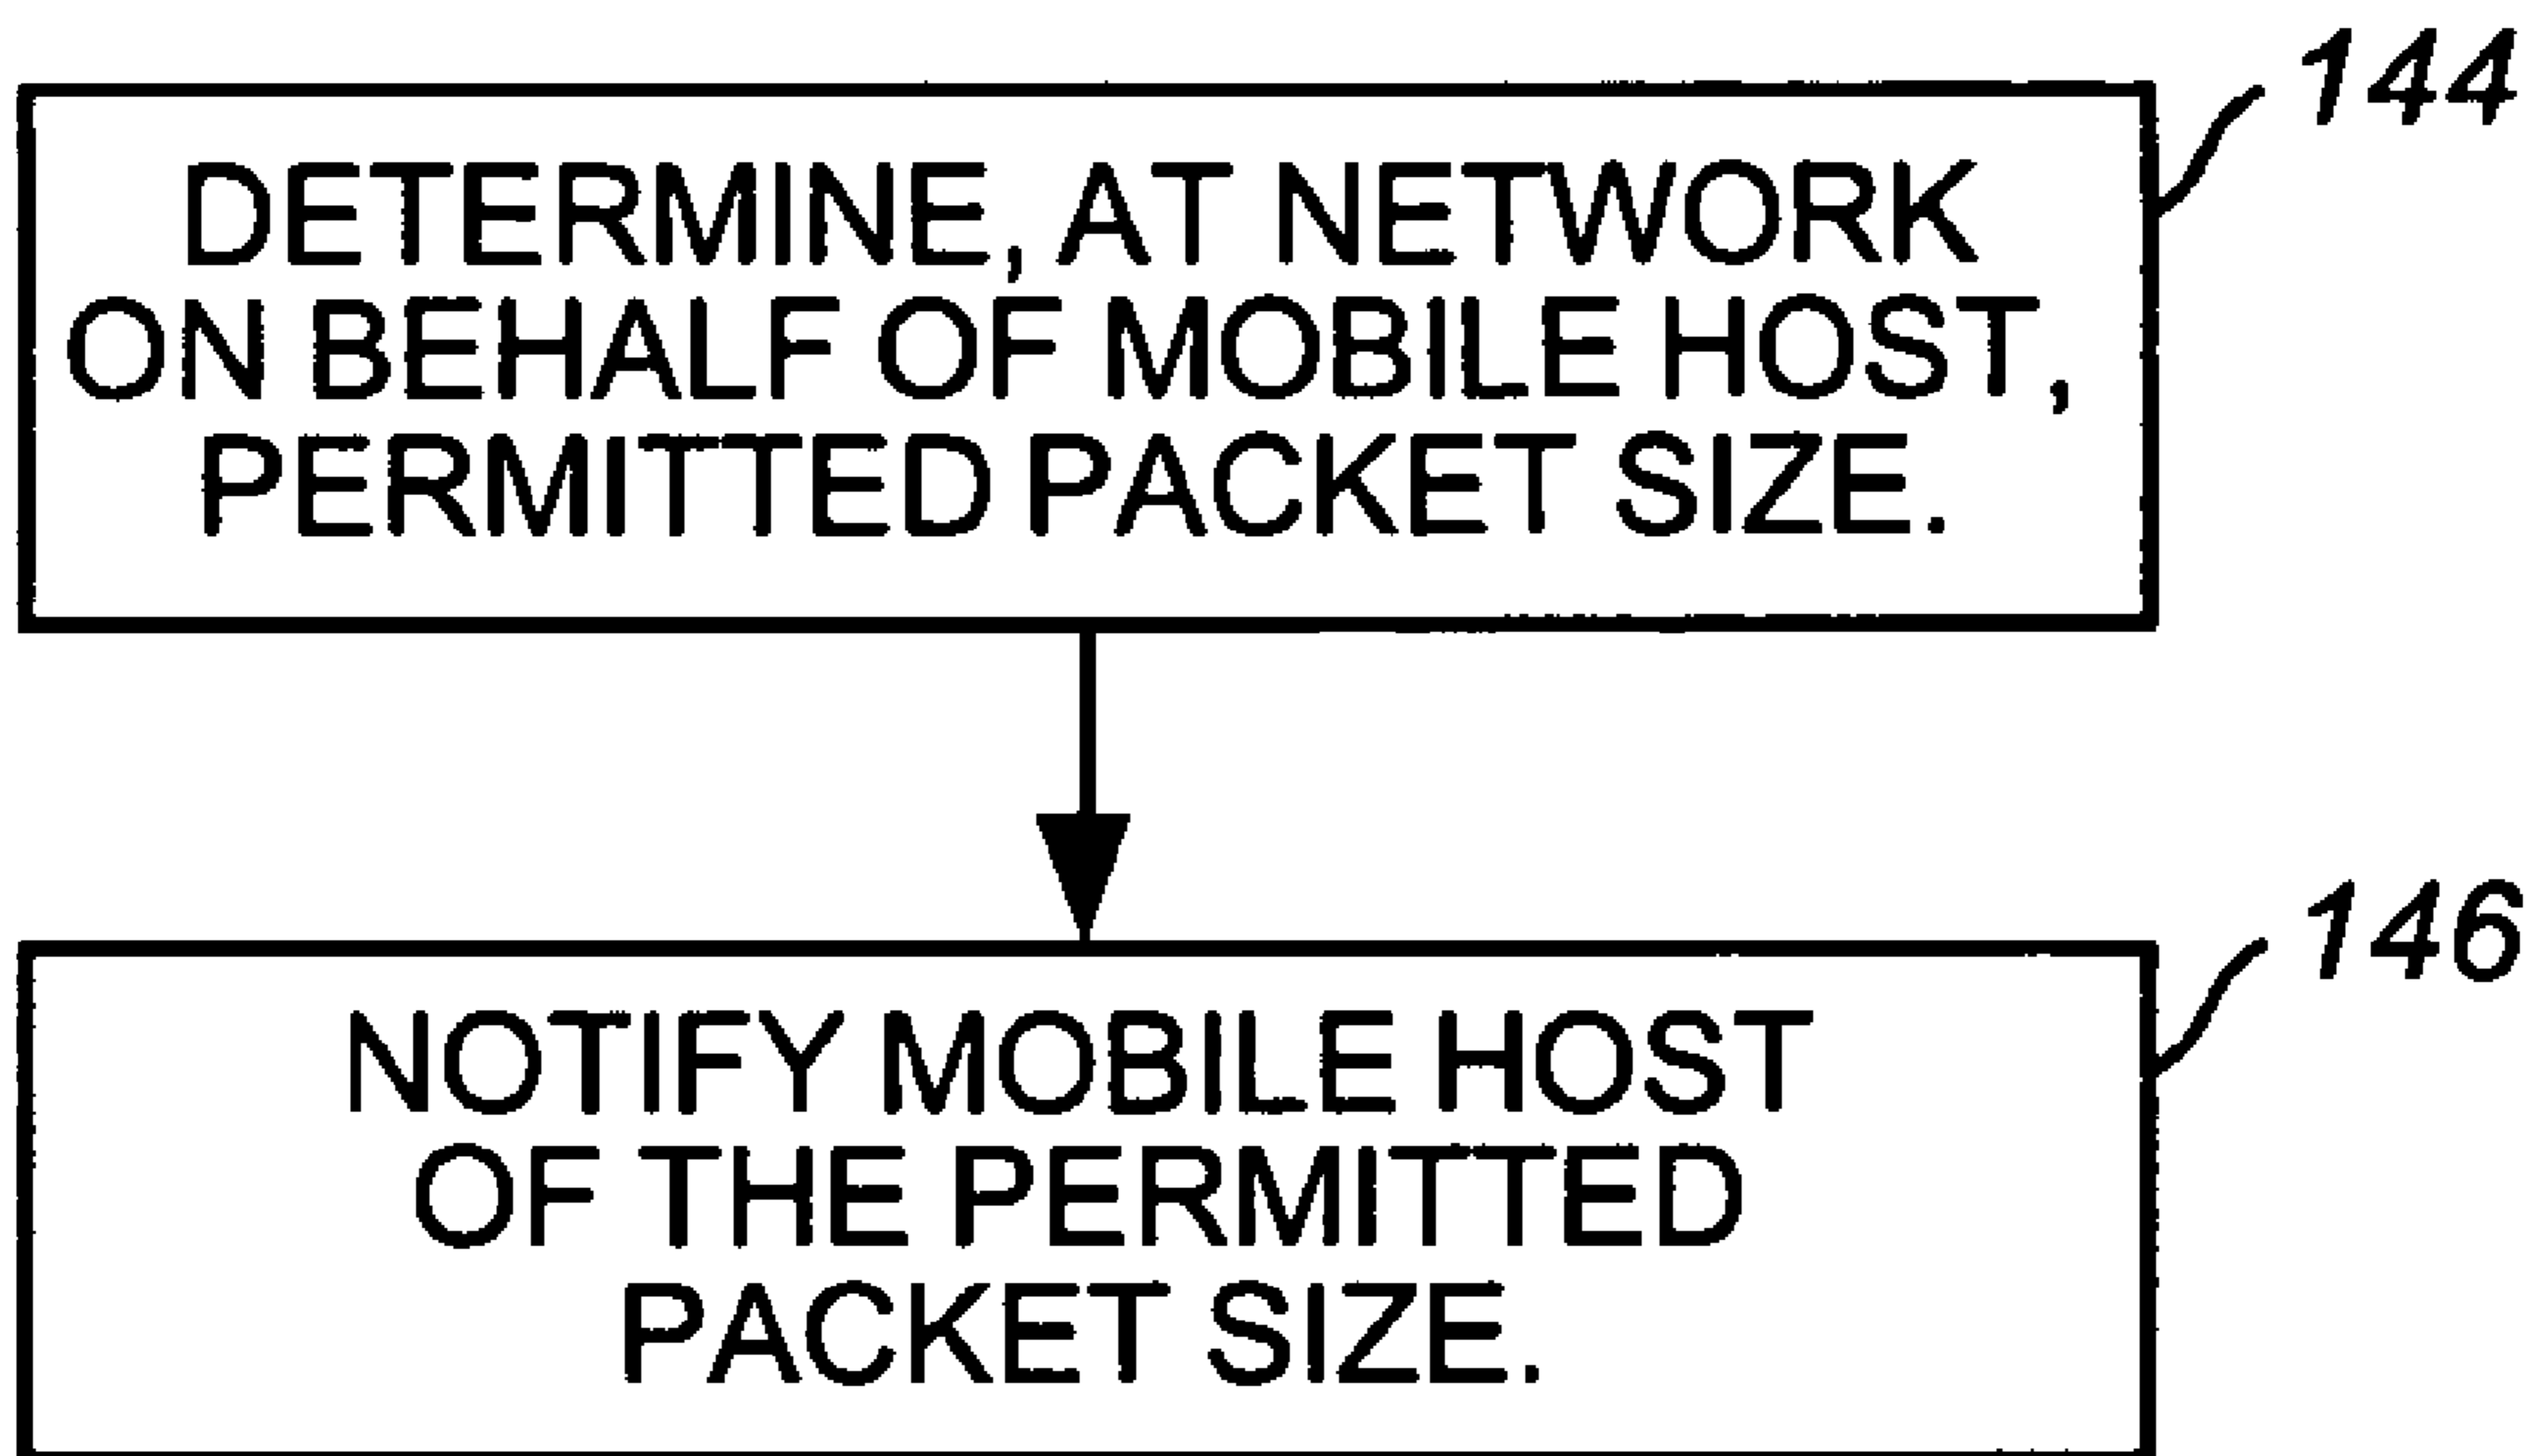 144
DETERMINE, AT NETWORK
ON BEHALF OF MOBILE HOST,
PERMITTED PACKET SIZE.
146
NOTIFY MOBILE HOST
OF THE PERMITTED
PACKET SIZE.